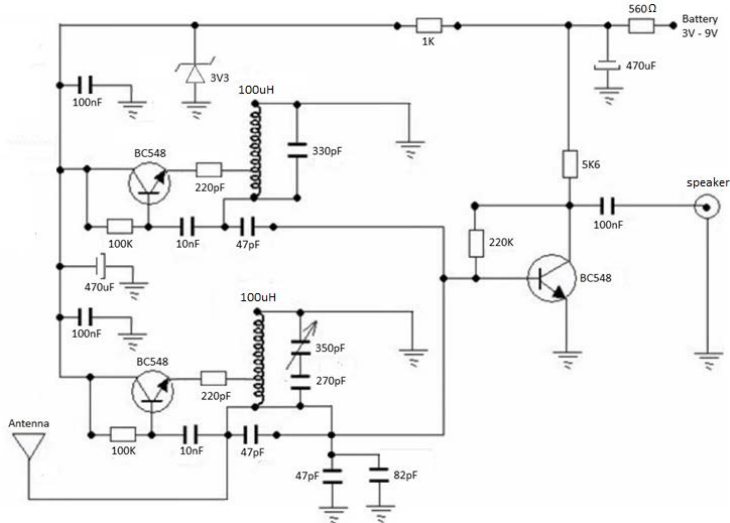 560Ω
Battery
3V - 9V
1K
3V3
470uF
100nF
100uH
BC548
330pF
5K6
220pF
speaker
100K
10nF
47pF
220K
100nF
BC548
470uF
100uH
100nF
350pF
BC548
270pF
220pF
Antenna
100K
10nF
47pF
47pF
82pF